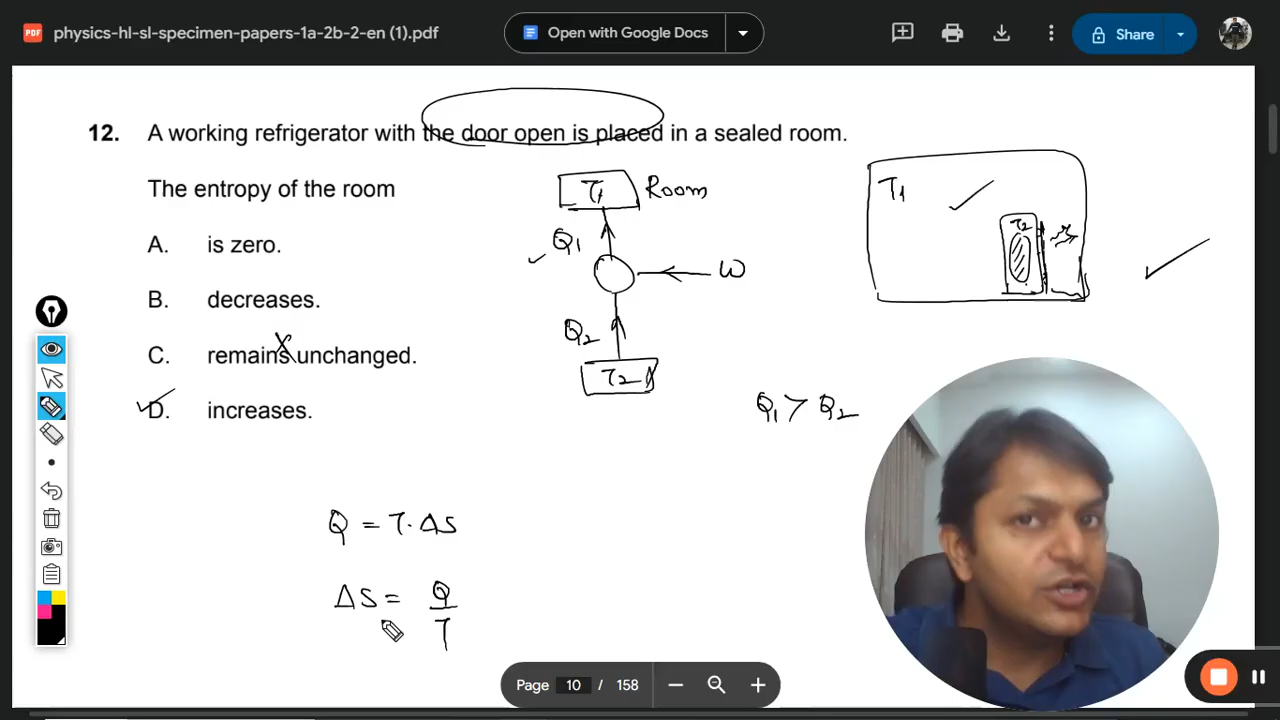 physics-hl-sl-specimen-papers-1a-2b-2-en (1).pdf
Open with Google Docs
Share
12. A working refrigerator with the door open is placed in a sealed room.
The entropy of the room
A. is zero.
B. decreases.
C. remains unchanged.
D. increases.
T1 Room
Q1
W
Q2
T2
T1
T2
Q1 > Q2
Q = T. ΔS
ΔS = Q
T
Page 10 / 158
PDF